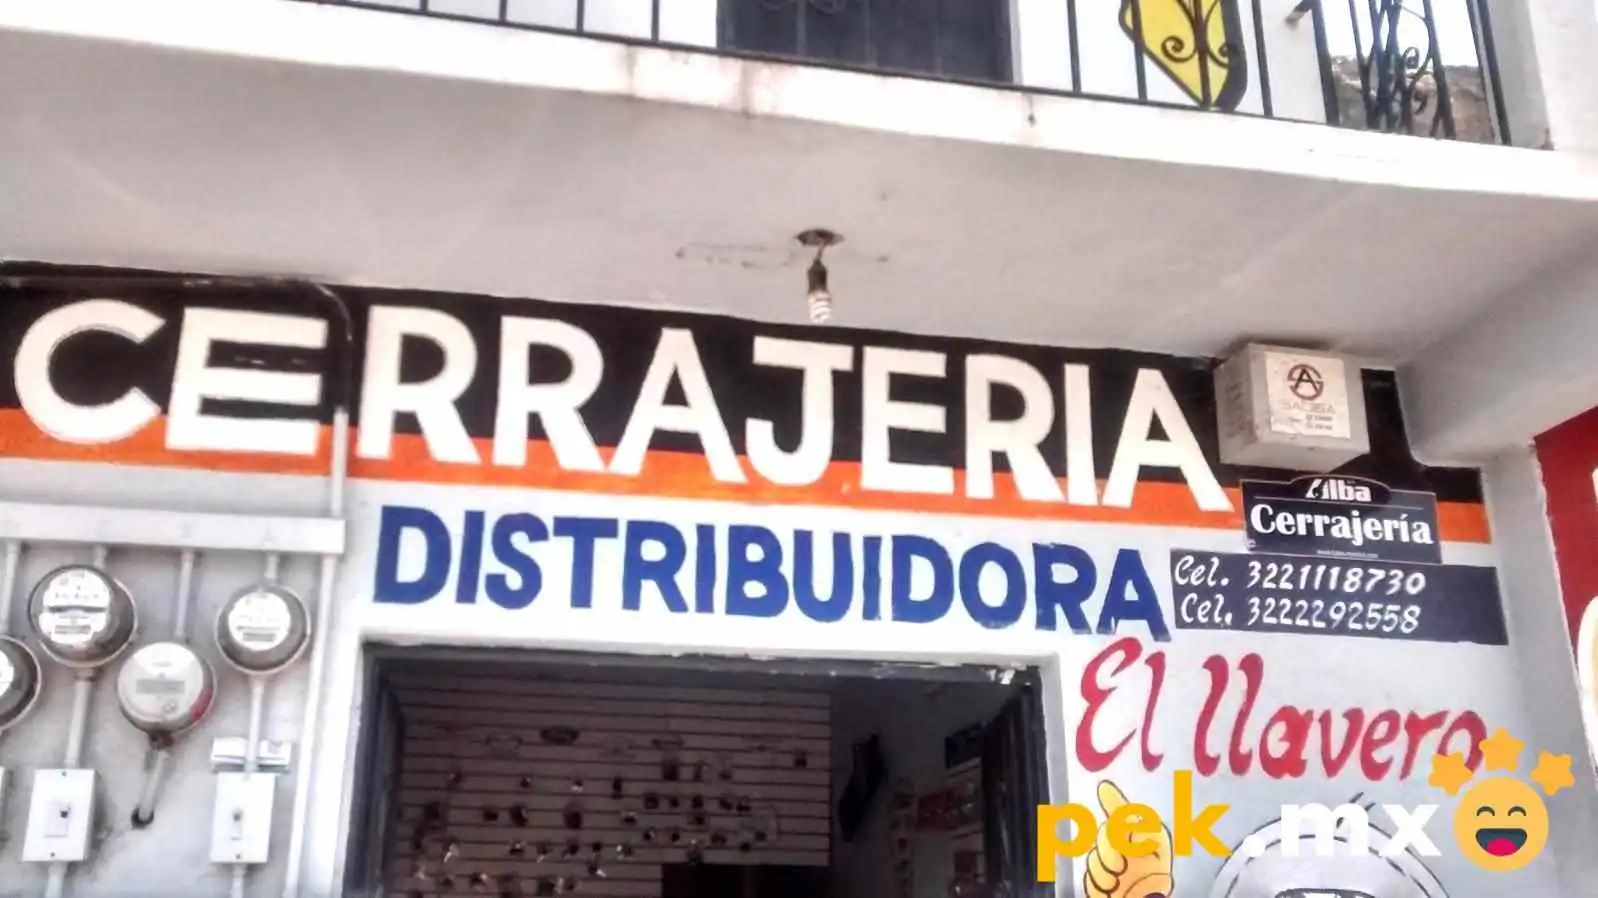 CERRAJERIA
DISTRIBUIDORA
Alba
Cerrajería
Cel. 3221118730
Cel. 3222292558
El llavero
pek.mx